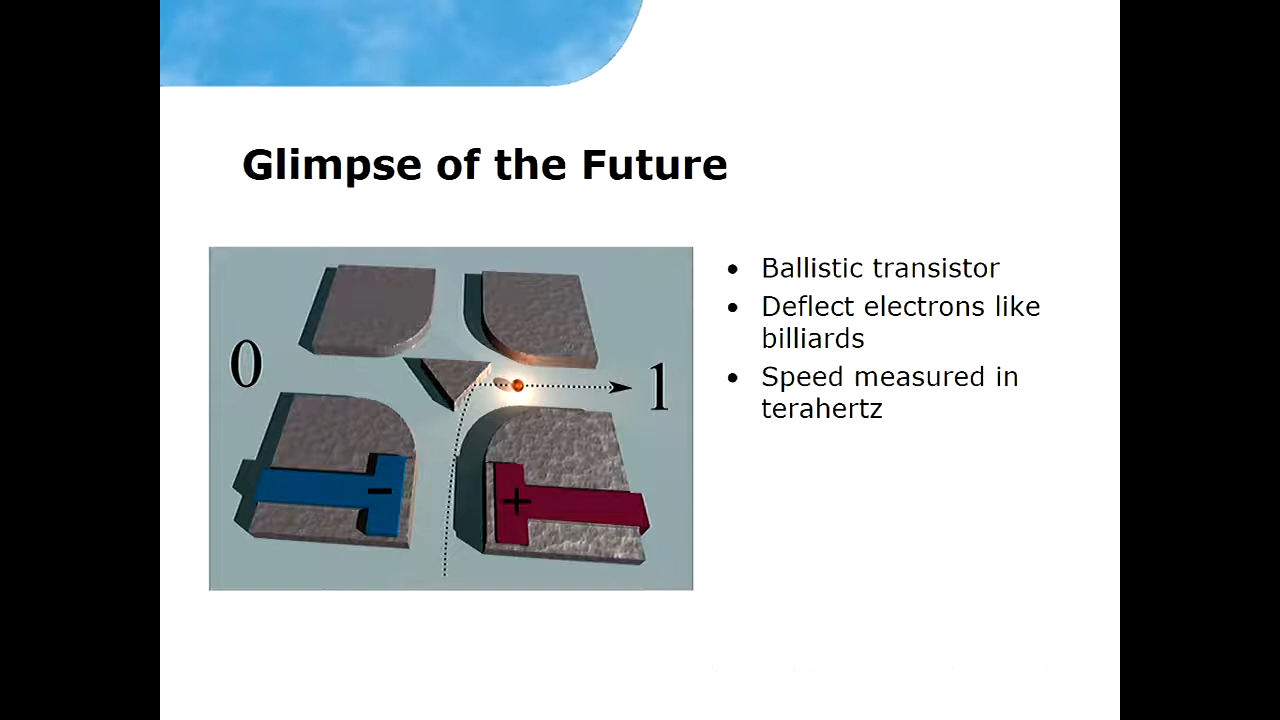 Glimpse of the Future
0
1
−
+
• Ballistic transistor
• Deflect electrons like
billiards
• Speed measured in
terahertz